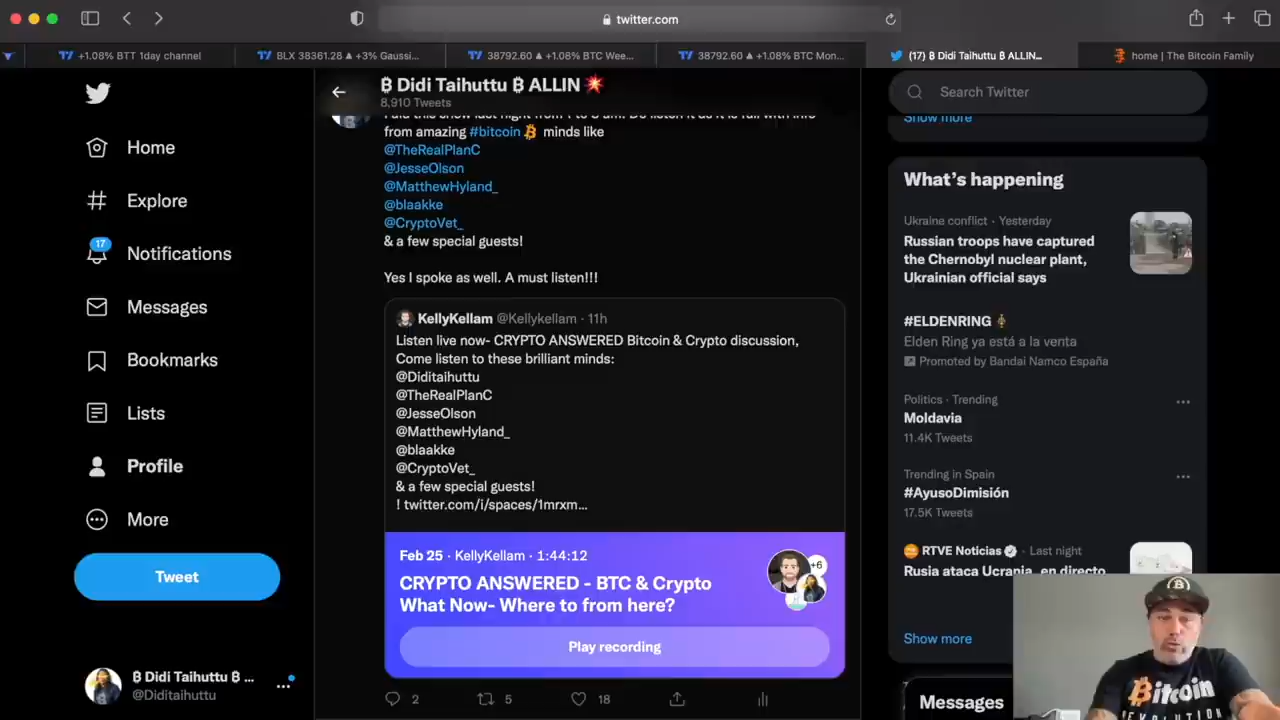 twitter.com
+1.08% BTT 1day channel
BLX 38361.28 ▲ +3% Gaussi...
38792.60 ▲ +1.08% BTC Wee...
38792.60 ▲ +1.08% BTC Mon...
(17) ₿ Didi Taihuttu ₿ ALLIN...
home | The Bitcoin Family
₿ Didi Taihuttu ₿ ALLIN 💥
8,910 Tweets
from amazing #bitcoin minds like
@TheRealPlanC
@JesseOlson
@MatthewHyland_
@blaakke
@CryptoVet_
& a few special guests!
Yes I spoke as well. A must listen!!!
KellyKellam @Kellykellam · 11h
Listen live now- CRYPTO ANSWERED Bitcoin & Crypto discussion,
Come listen to these brilliant minds:
@Diditaihuttu
@TheRealPlanC
@JesseOlson
@MatthewHyland_
@blaakke
@CryptoVet_
& a few special guests!
! twitter.com/i/spaces/1mrxm...
Feb 25 · KellyKellam · 1:44:12
+6
CRYPTO ANSWERED - BTC & Crypto
What Now- Where to from here?
Play recording
2
5
18
Home
Explore
17
Notifications
Messages
Bookmarks
Lists
Profile
More
Tweet
₿ Didi Taihuttu ₿ ...
@Diditaihuttu
Search Twitter
Show more
What's happening
Ukraine conflict · Yesterday
Russian troops have captured
the Chernobyl nuclear plant,
Ukrainian official says
#ELDENRING
Elden Ring ya está a la venta
Promoted by Bandai Namco España
Politics · Trending
Moldavia
11.4K Tweets
Trending in Spain
#AyusoDimisión
17.5K Tweets
RTVE Noticias · Last night
Rusia ataca Ucrania, en directo
Show more
Messages
Bitcoin